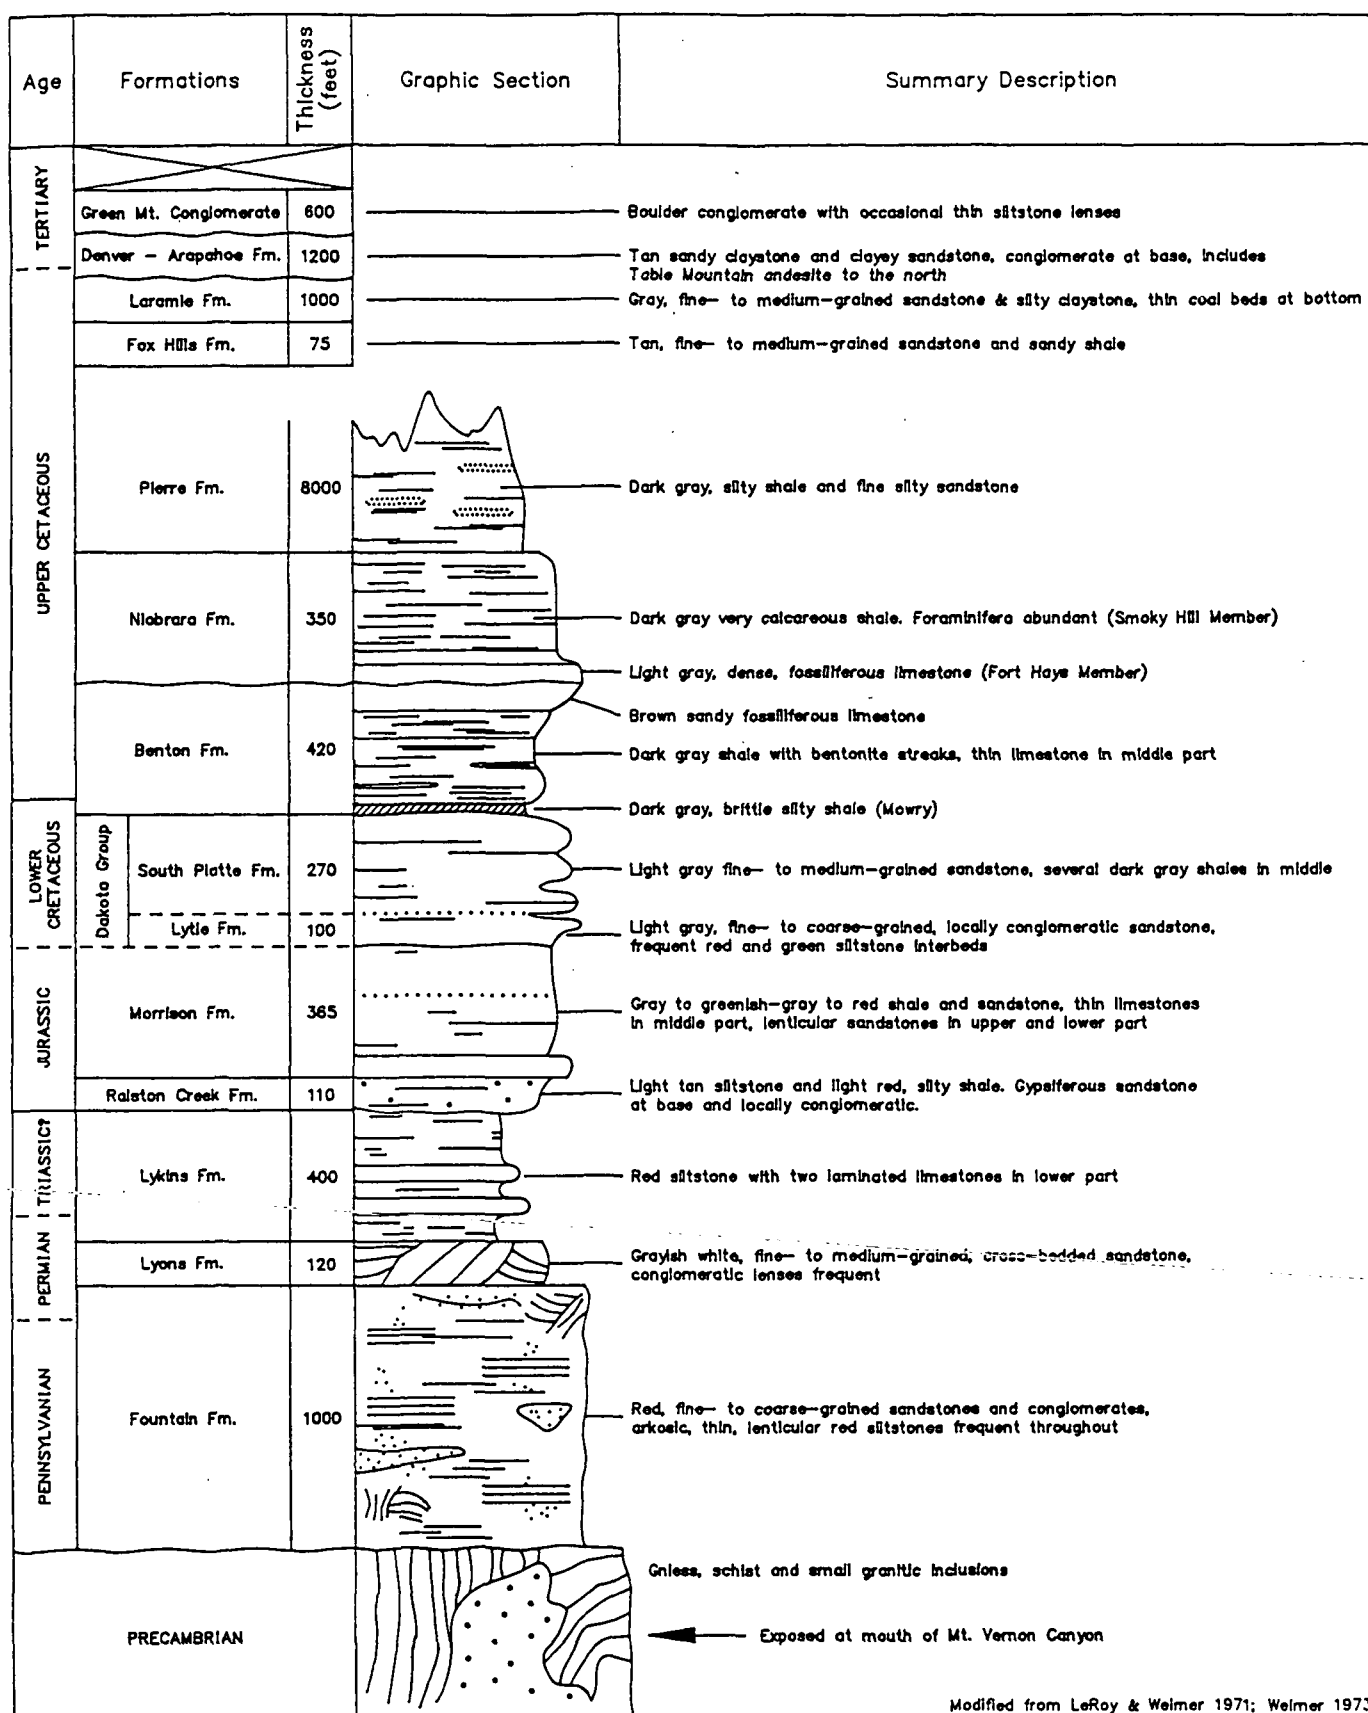 Age
Formations
Thickness
(feet)
Graphic Section
Summary Description
TERTIARY
Green Mt. Conglomerate 600 Boulder conglomerate with occasional thin siltstone lenses
Denver – Arapahoe Fm. 1200 Tan sandy claystone and clayey sandstone, conglomerate at base, includes
Table Mountain andesite to the north
Laramie Fm. 1000 Gray, fine– to medium–grained sandstone & silty claystone, thin coal beds at bottom
Fox Hills Fm. 75 Tan, fine– to medium–grained sandstone and sandy shale
UPPER CETACEOUS
Pierre Fm. 8000 Dark gray, silty shale and fine silty sandstone
Niobrara Fm. 350 Dark gray very calcareous shale. Foraminifera abundant (Smoky Hill Member)
Light gray, dense, fossiliferous limestone (Fort Hays Member)
Brown sandy fossiliferous limestone
Benton Fm. 420 Dark gray shale with bentonite streaks, thin limestone in middle part
Dark gray, brittle silty shale (Mowry)
LOWER
CRETACEOUS
Dakota Group
South Platte Fm. 270 Light gray fine– to medium–grained sandstone, several dark gray shales in middle
Lytle Fm. 100 Light gray, fine– to coarse–grained, locally conglomeratic sandstone,
frequent red and green siltstone interbeds
JURASSIC
Morrison Fm. 365 Gray to greenish–gray to red shale and sandstone, thin limestones
in middle part, lenticular sandstones in upper and lower part
Ralston Creek Fm. 110 Light tan siltstone and light red, silty shale. Gypsiferous sandstone
at base and locally conglomeratic.
TRIASSIC?
Lykins Fm. 400 Red siltstone with two laminated limestones in lower part
PERMIAN
Lyons Fm. 120 Grayish white, fine– to medium–grained, cross–bedded sandstone,
conglomeratic lenses frequent
PENNSYLVANIAN
Fountain Fm. 1000 Red, fine– to coarse–grained sandstones and conglomerates,
arkosic, thin, lenticular red siltstones frequent throughout
PRECAMBRIAN
Gniess, schist and small granitic inclusions
Exposed at mouth of Mt. Vernon Canyon
Modified from LeRoy & Weimer 1971; Weimer 1973